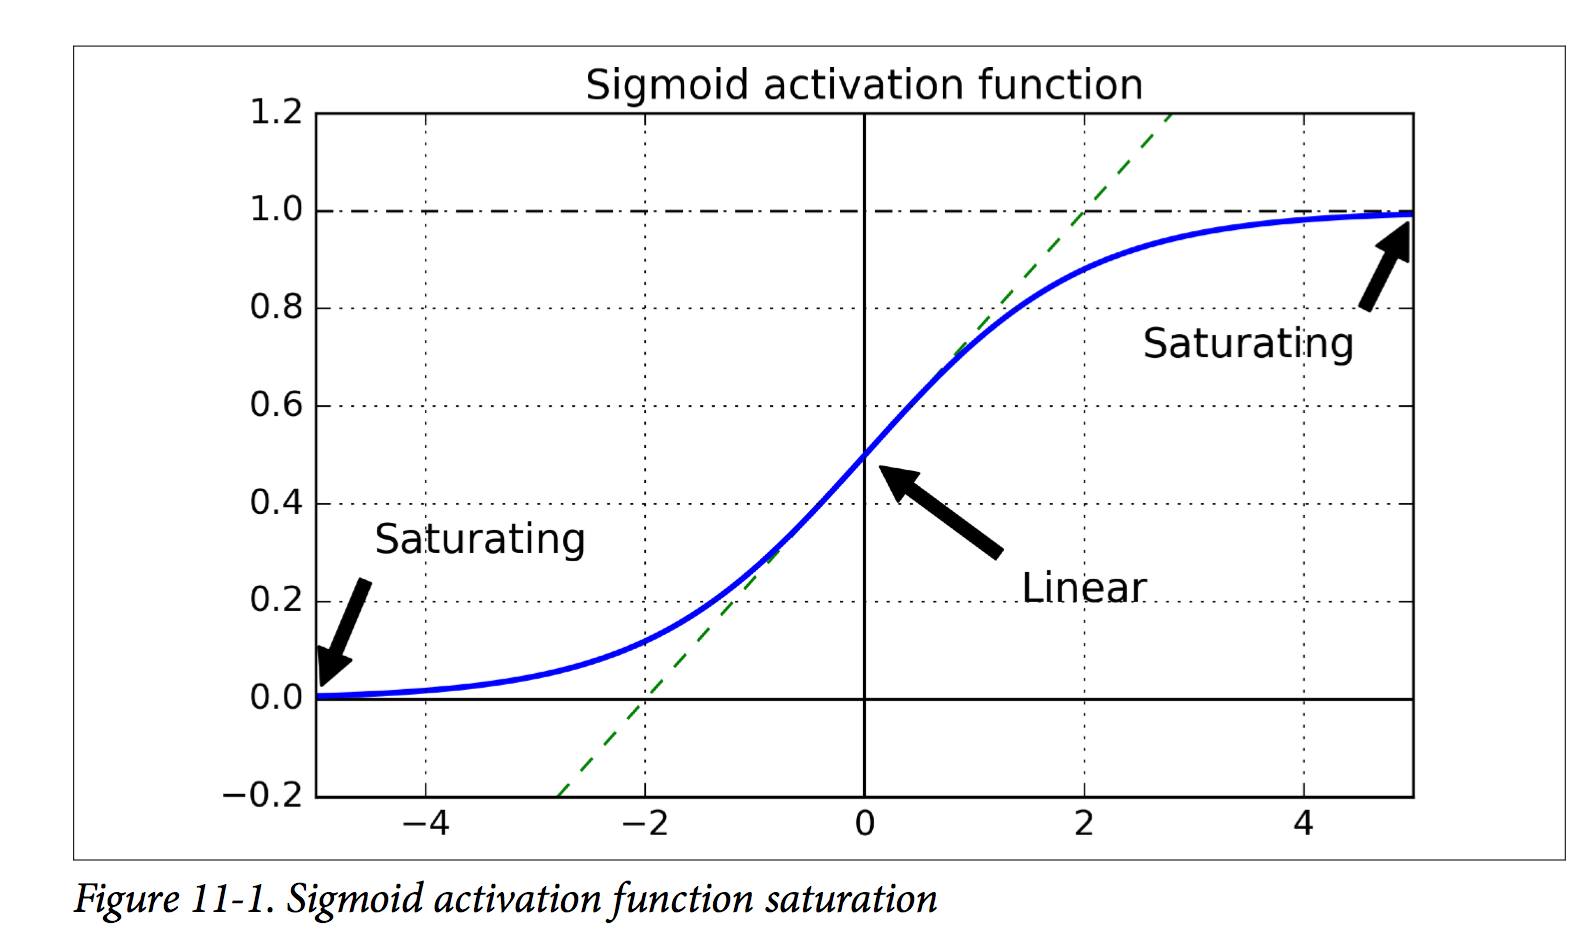 Sigmoid activation function
1.2
1.0
0.8
Saturating
0.6
0.4
Saturating
Linear
0.2
0.0
−0.2
−4 −2 0 2 4
Figure 11-1. Sigmoid activation function saturation